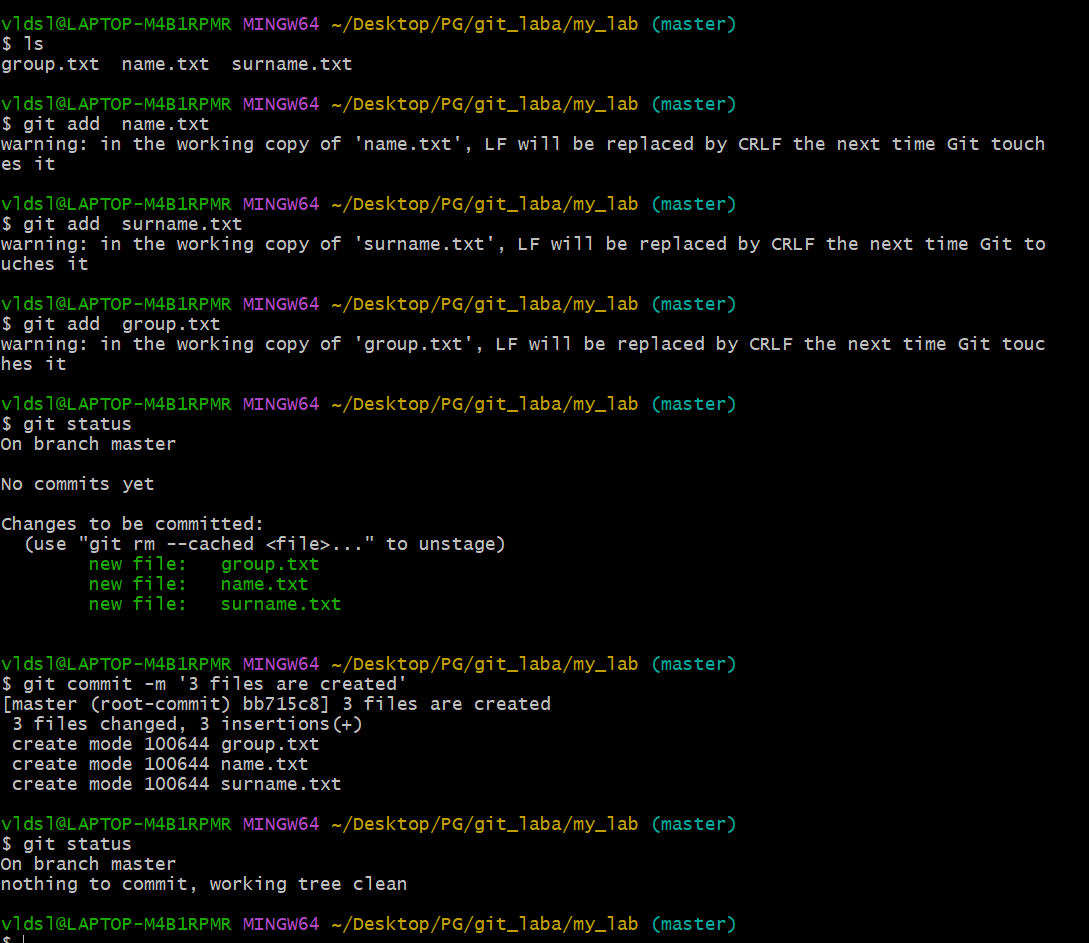 vldsl@LAPTOP-M4B1RPMR MINGW64 ~/Desktop/PG/git_laba/my_lab (master)
$ ls
group.txt  name.txt  surname.txt
vldsl@LAPTOP-M4B1RPMR MINGW64 ~/Desktop/PG/git_laba/my_lab (master)
$ git add  name.txt
warning: in the working copy of 'name.txt', LF will be replaced by CRLF the next time Git touch
es it
vldsl@LAPTOP-M4B1RPMR MINGW64 ~/Desktop/PG/git_laba/my_lab (master)
$ git add  surname.txt
warning: in the working copy of 'surname.txt', LF will be replaced by CRLF the next time Git to
uches it
vldsl@LAPTOP-M4B1RPMR MINGW64 ~/Desktop/PG/git_laba/my_lab (master)
$ git add  group.txt
warning: in the working copy of 'group.txt', LF will be replaced by CRLF the next time Git touc
hes it
vldsl@LAPTOP-M4B1RPMR MINGW64 ~/Desktop/PG/git_laba/my_lab (master)
$ git status
On branch master
No commits yet
Changes to be committed:
  (use "git rm --cached <file>..." to unstage)
        new file:   group.txt
        new file:   name.txt
        new file:   surname.txt
vldsl@LAPTOP-M4B1RPMR MINGW64 ~/Desktop/PG/git_laba/my_lab (master)
$ git commit -m '3 files are created'
[master (root-commit) bb715c8] 3 files are created
 3 files changed, 3 insertions(+)
 create mode 100644 group.txt
 create mode 100644 name.txt
 create mode 100644 surname.txt
vldsl@LAPTOP-M4B1RPMR MINGW64 ~/Desktop/PG/git_laba/my_lab (master)
$ git status
On branch master
nothing to commit, working tree clean
vldsl@LAPTOP-M4B1RPMR MINGW64 ~/Desktop/PG/git_laba/my_lab (master)
$